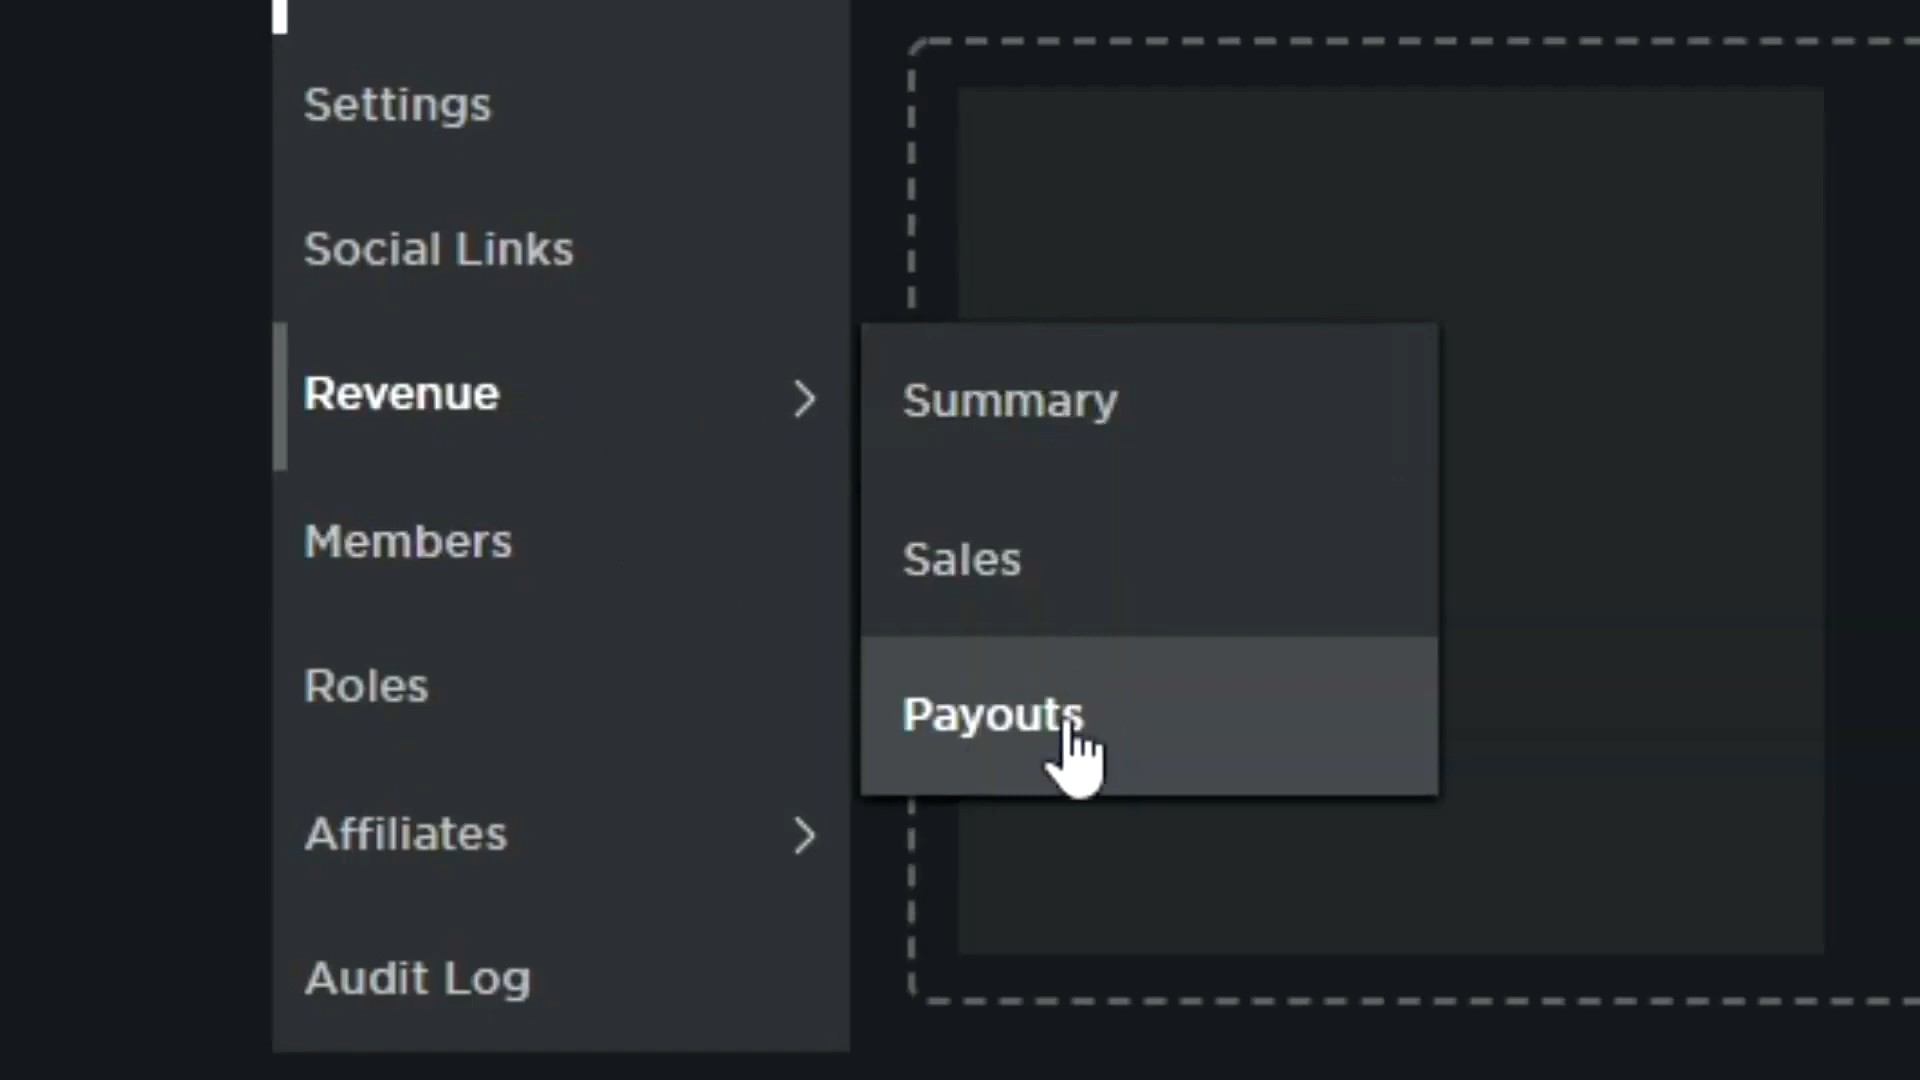 Settings
Social Links
Revenue
Members
Roles
Affiliates
Audit Log
Summary
Sales
Payouts